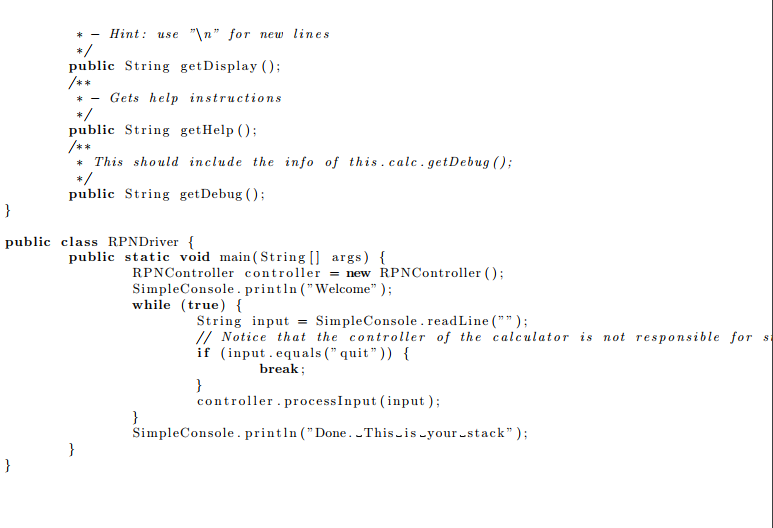 * - Hint: use "\n" for new lines
*/
public String getDisplay();
/**
* - Gets help instructions
*/
public String getHelp();
/**
* This should include the info of this.calc.getDebug();
*/
public String getDebug();
}
public class RPNDriver {
public static void main(String[] args) {
RPNController controller = new RPNController();
SimpleConsole.println("Welcome");
while (true) {
String input = SimpleConsole.readLine("");
// Notice that the controller of the calculator is not responsible for
if (input.equals("quit")) {
break;
}
controller.processInput(input);
}
SimpleConsole.println("Done.␣This␣is␣your␣stack");
}
}